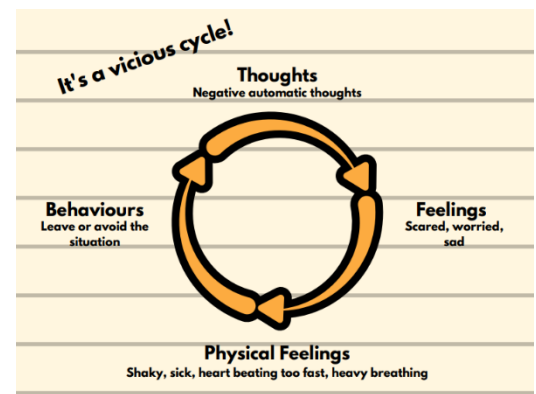 It's a vicious cycle!
Thoughts
Negative automatic thoughts
Behaviours
Leave or avoid the
situation
Feelings
Scared, worried,
sad
Physical Feelings
Shaky, sick, heart beating too fast, heavy breathing